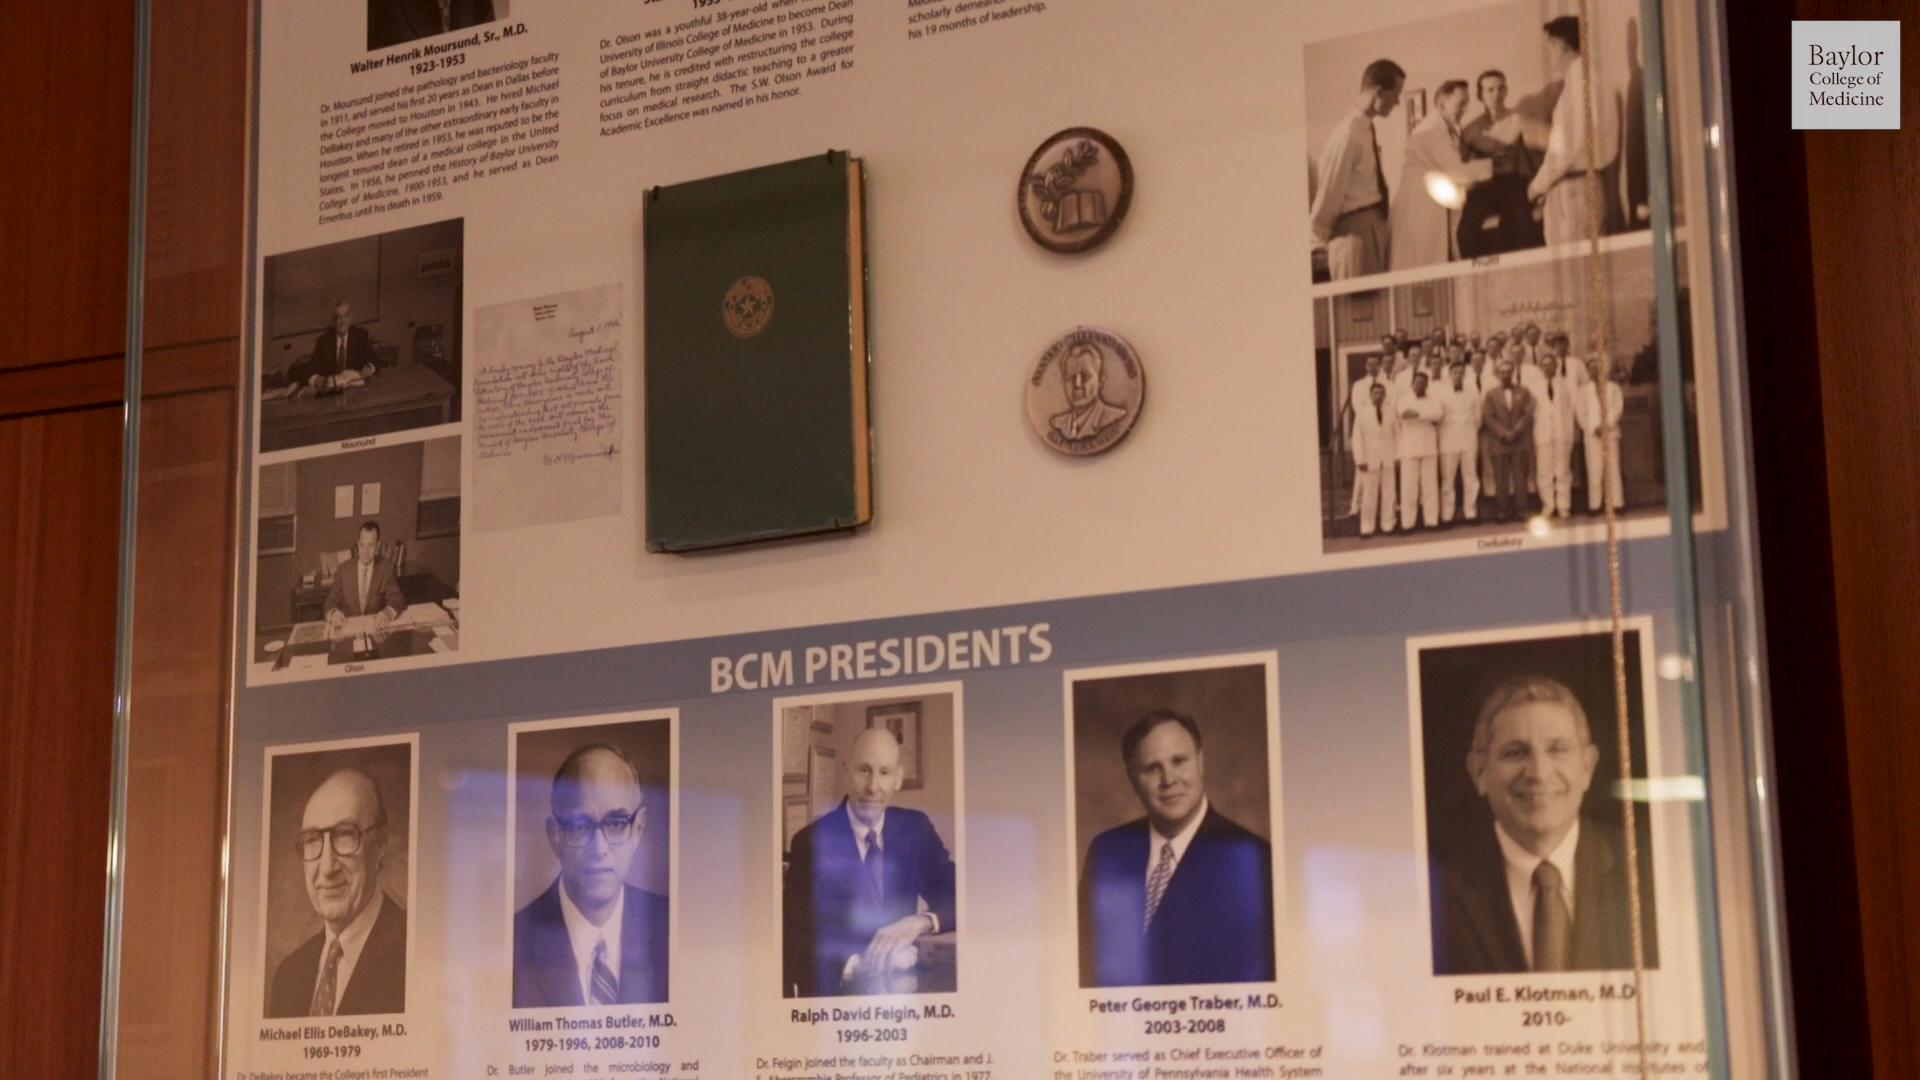 Baylor
College of
Medicine
Walter Henrik Moursund, Sr., M.D.
1923-1953
Dr. Moursund joined the pathology and bacteriology faculty
in 1911, and served his first 20 years as Dean in Dallas before
the College moved to Houston in 1943. He hired Michael
DeBakey and many of the other extraordinary early faculty in
Houston. When he retired in 1953, he was reputed to be the
longest tenured dean of a medical college in the United
States. In 1956, he penned the History of Baylor University
College of Medicine, 1900-1953, and he served as Dean
Emeritus until his death in 1959.
Dr. Olson was a youthful 38-year-old when
University of Illinois College of Medicine to become Dean
of Baylor University College of Medicine in 1953. During
his tenure, he is credited with restructuring the college
curriculum from straight didactic teaching to a greater
focus on medical research. The S.W. Olson Award for
Academic Excellence was named in his honor.
scholarly
his 19 months of leadership.
Moursund
Olson
August 1, 
DeBakey
BCM PRESIDENTS
Michael Ellis DeBakey, M.D.
1969-1979
Dr. DeBakey became the College's first President
William Thomas Butler, M.D.
1979-1996, 2008-2010
Dr. Butler joined the microbiology and
Ralph David Feigin, M.D.
1996-2003
Dr. Feigin joined the faculty as Chairman and J.
Professor of Pediatrics in 1977.
Peter George Traber, M.D.
2003-2008
Dr. Traber served as Chief Executive Officer of
the University of Pennsylvania Health System
Paul E. Klotman, M.D
2010-
Dr. Klotman trained at Duke University and,
after six years at the National Institutes of